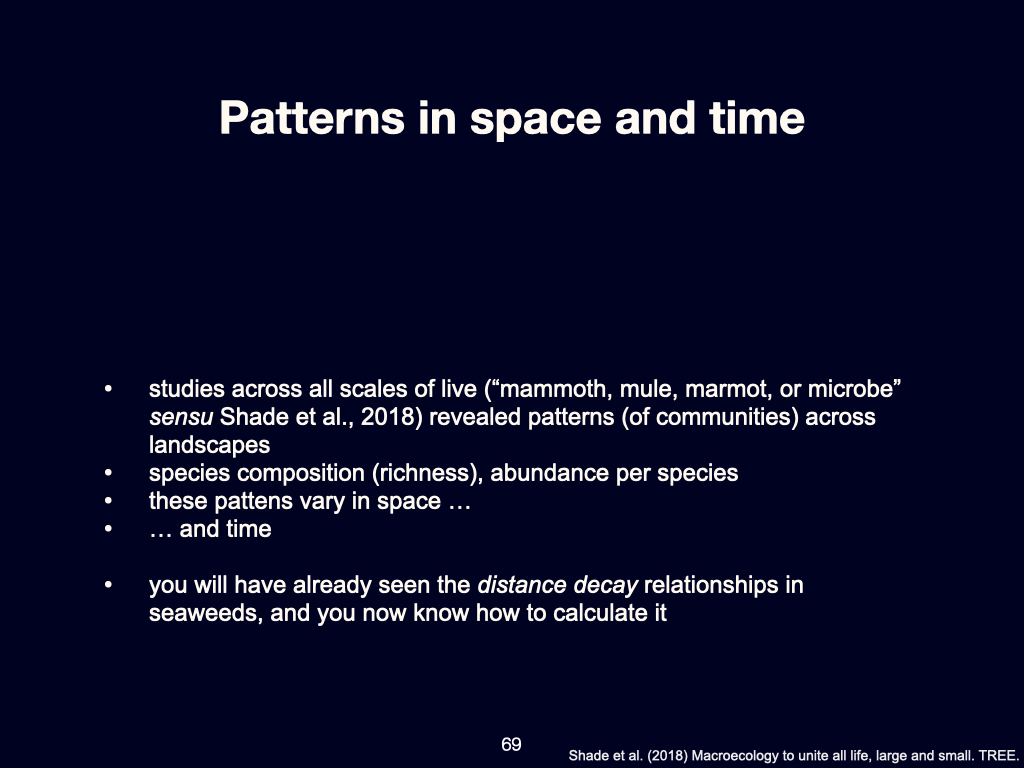 Patterns in space and time
• studies across all scales of live (“mammoth, mule, marmot, or microbe”
sensu Shade et al., 2018) revealed patterns (of communities) across
landscapes
• species composition (richness), abundance per species
• these pattens vary in space …
• … and time
• you will have already seen the distance decay relationships in
seaweeds, and you now know how to calculate it
69
Shade et al. (2018) Macroecology to unite all life, large and small. TREE.